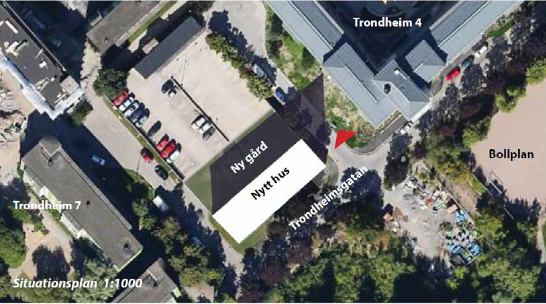 Trondheim 4
Ny gård
Nytt hus
Bollplan
Trondheimsgatan
Trondheim 7
Situationsplan 1:1000